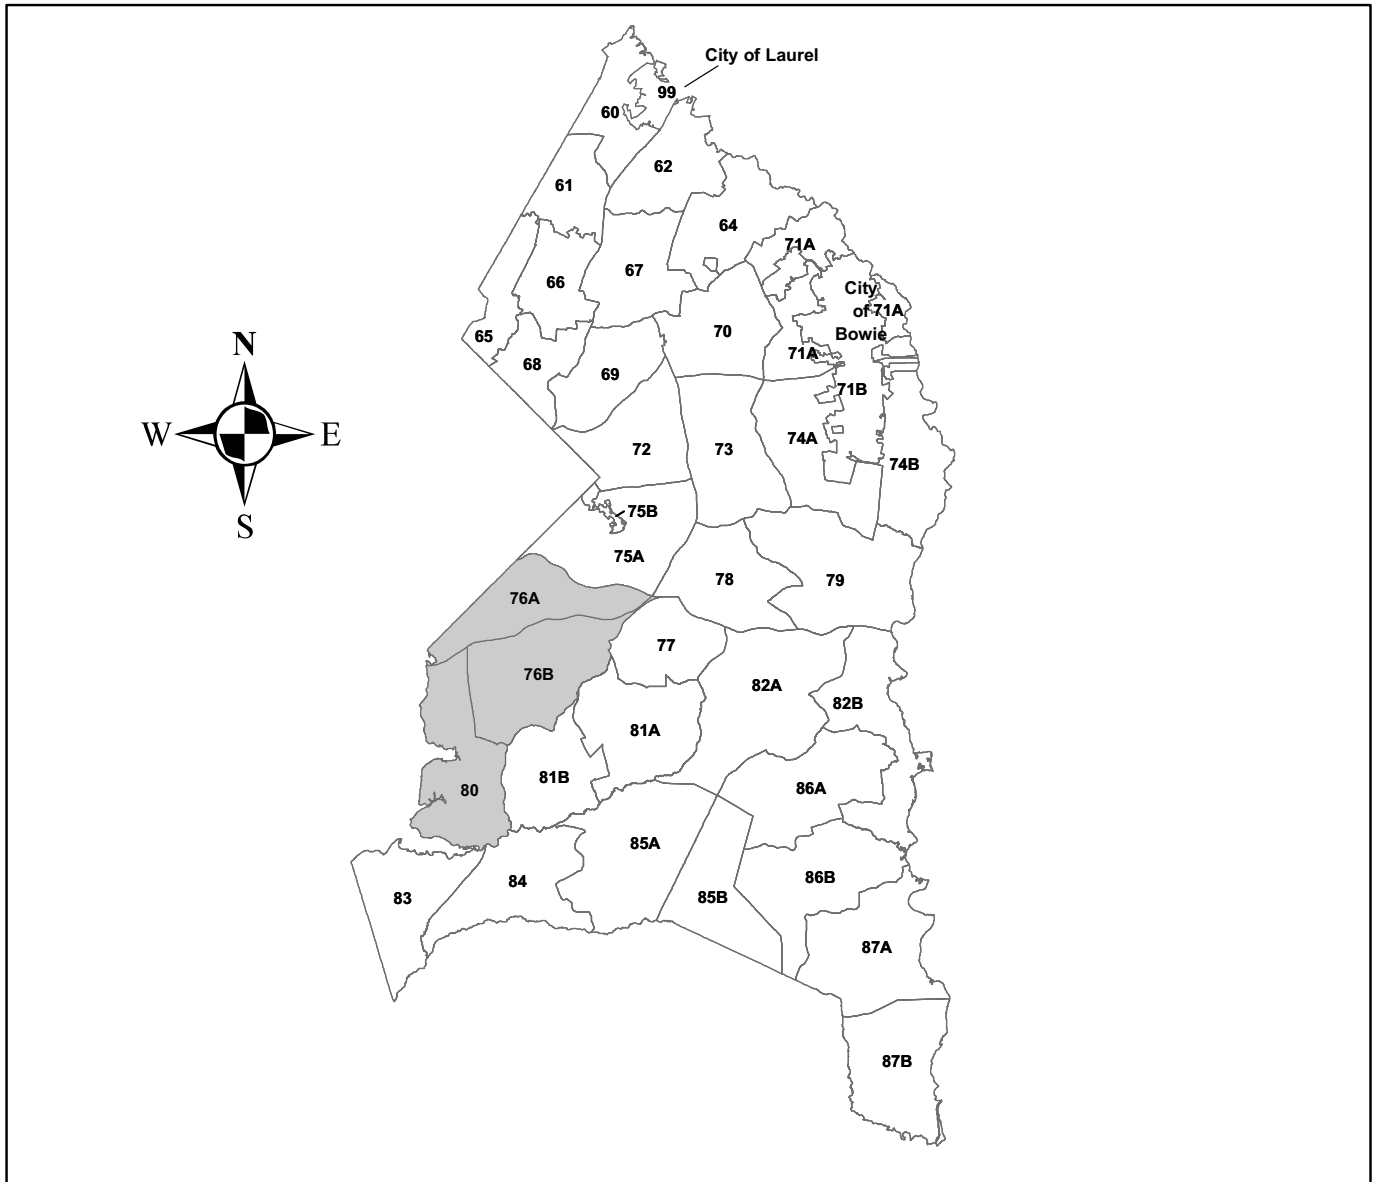 City of Laurel
99
60
62
61
64
71A
67
66
City
of 71A
Bowie
70
65
N
71A
68
69
71B
W
E
74A
72
73
74B
75B
S
75A
78
79
76A
77
76B
82A
82B
81A
81B
86A
80
85A
86B
84
85B
83
87A
87B